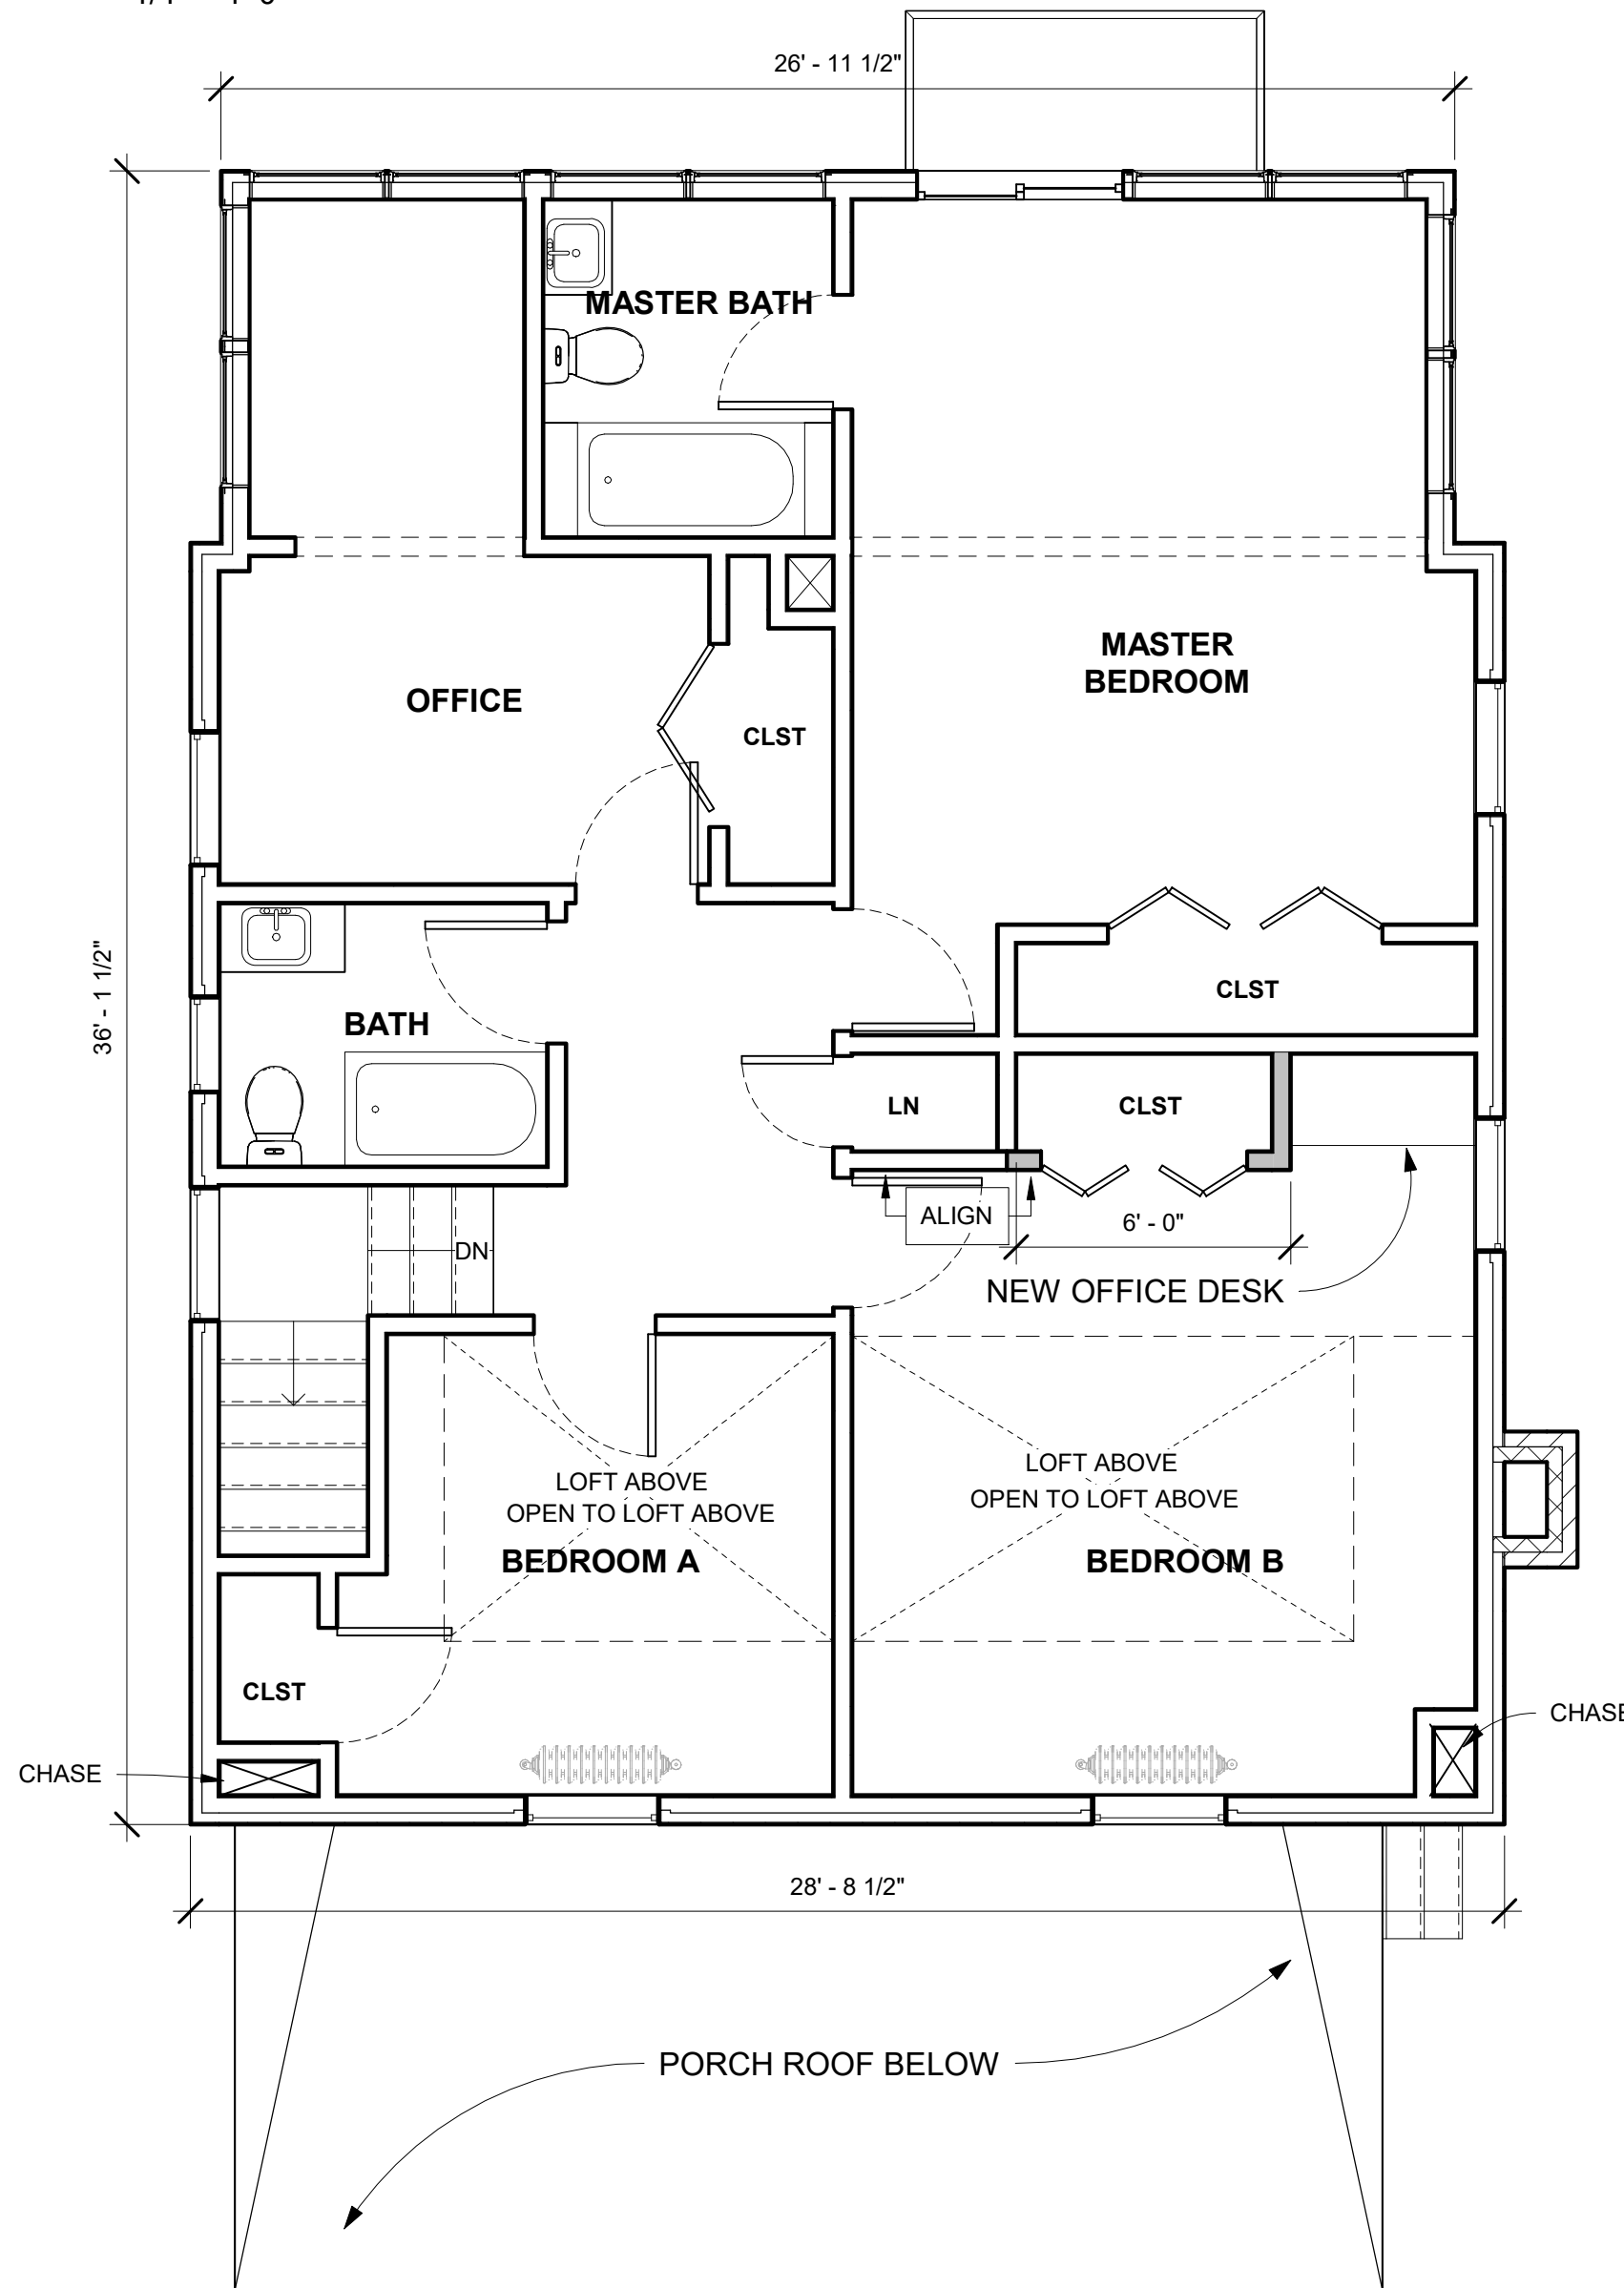 26' - 11 1/2"
MASTER BATH
MASTER
BEDROOM
OFFICE
CLST
36' - 1 1/2"
CLST
BATH
LN
CLST
ALIGN
6' - 0"
DN
NEW OFFICE DESK
LOFT ABOVE
OPEN TO LOFT ABOVE
LOFT ABOVE
OPEN TO LOFT ABOVE
BEDROOM A
BEDROOM B
CLST
CHASE
CHASE
28' - 8 1/2"
PORCH ROOF BELOW